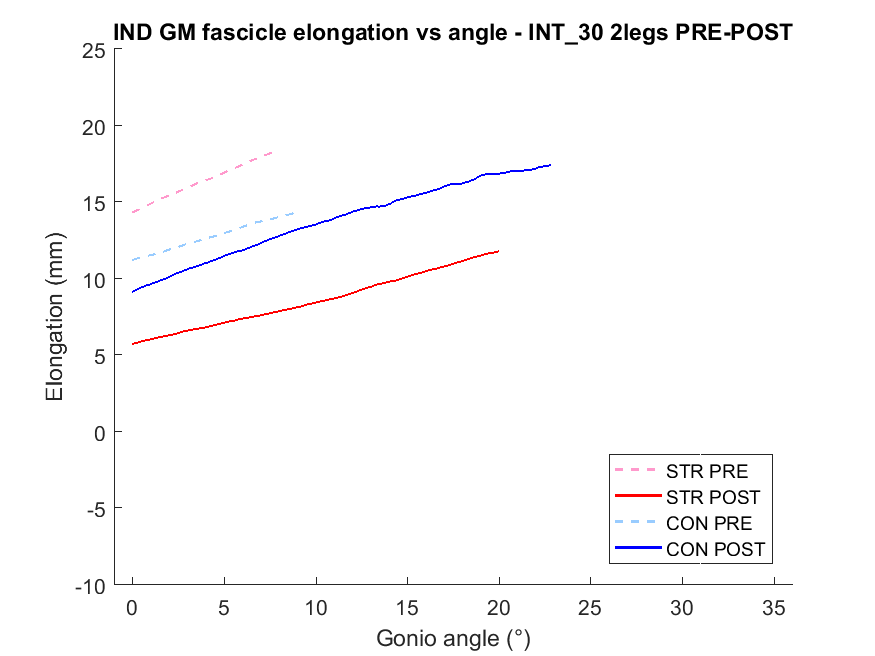 IND GM fascicle elongation vs angle - INT_30 2legs PRE-POST
25
20
15
10
5
0
-5
-10
Elongation (mm)
0 5 10 15 20 25 30 35
Gonio angle (°)
STR PRE
STR POST
CON PRE
CON POST